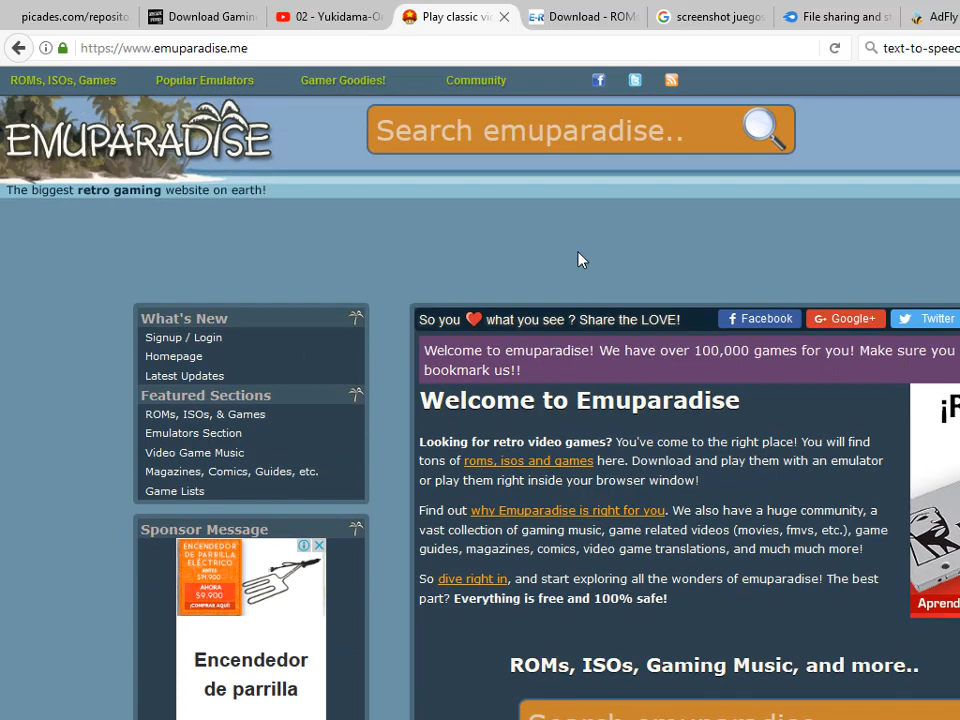 picades.com/reposito
Download Gamin
02 - Yukidama-O
Play classic vi
E-R Download - ROM
screenshot juegos
File sharing and st
AdFly
https://www.emuparadise.me
text-to-speec
ROMs, ISOs, Games
Popular Emulators
Gamer Goodies!
Community
EMUPARADISE
Search emuparadise..
The biggest retro gaming website on earth!
What's New
Signup / Login
Homepage
Latest Updates
Featured Sections
ROMs, ISOs, & Games
Emulators Section
Video Game Music
Magazines, Comics, Guides, etc.
Game Lists
Sponsor Message
ENCENDEDOR
DE PARRILLA
ELÉCTRICO
ANTES
AHORA
$9.900
¡COMPRAR AQUÍ!
Encendedor
de parrilla
So you ❤ what you see ? Share the LOVE!
Facebook
G+ Google+
Twitter
Welcome to emuparadise! We have over 100,000 games for you! Make sure you
bookmark us!!
Welcome to Emuparadise
Looking for retro video games? You've come to the right place! You will find
tons of roms, isos and games here. Download and play them with an emulator
or play them right inside your browser window!
Find out why Emuparadise is right for you. We also have a huge community, a
vast collection of gaming music, game related videos (movies, fmvs, etc.), game
guides, magazines, comics, video game translations, and much much more!
So dive right in, and start exploring all the wonders of emuparadise! The best
part? Everything is free and 100% safe!
¡R
Aprend
ROMs, ISOs, Gaming Music, and more..
Search emuparadise..